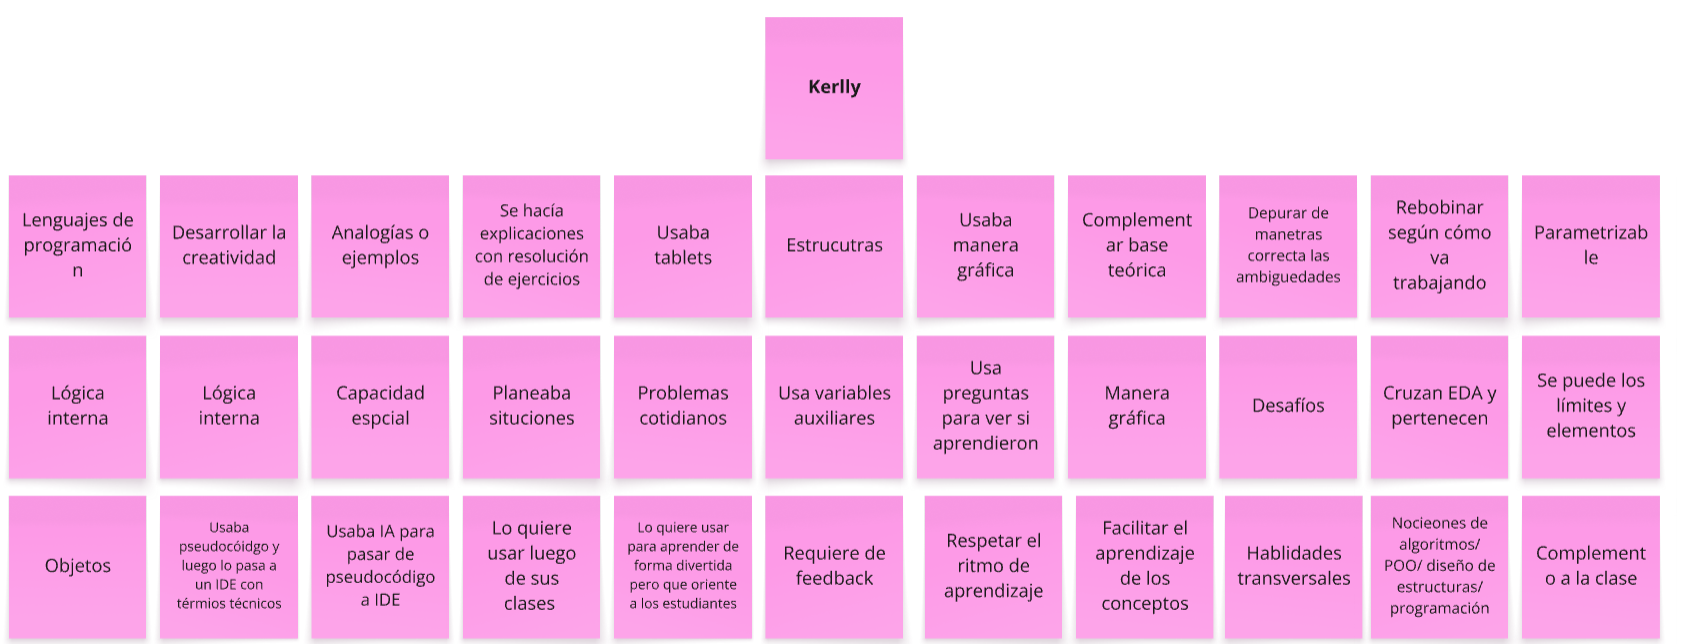 Kerlly
Lenguajes de
programació
n
Desarrollar la
creatividad
Analogías o
ejemplos
Se hacía
explicaciones
con resolución
de ejercicios
Usaba
tablets
Estrucutras
Usaba
manera
gráfica
Complement
ar base
teórica
Depurar de
manetras
correcta las
ambiguedades
Rebobinar
según cómo
va
trabajando
Parametrizab
le
Lógica
interna
Lógica
interna
Capacidad
espcial
Planeaba
situciones
Problemas
cotidianos
Usa variables
auxiliares
Usa
preguntas
para ver si
aprendieron
Manera
gráfica
Desafíos
Cruzan EDA y
pertenecen
Se puede los
límites y
elementos
Objetos
Usaba
pseudocóidgo y
luego lo pasa a
un IDE con
térmios técnicos
Usaba IA para
pasar de
pseudocódigo
a IDE
Lo quiere
usar luego
de sus
clases
Lo quiere usar
para aprender de
forma divertida
pero que oriente
a los estudiantes
Requiere de
feedback
Respetar el
ritmo de
aprendizaje
Facilitar el
aprendizaje
de los
conceptos
Hablidades
transversales
Nocieones de
algoritmos/
POO/ diseño de
estructuras/
programación
Complement
o a la clase